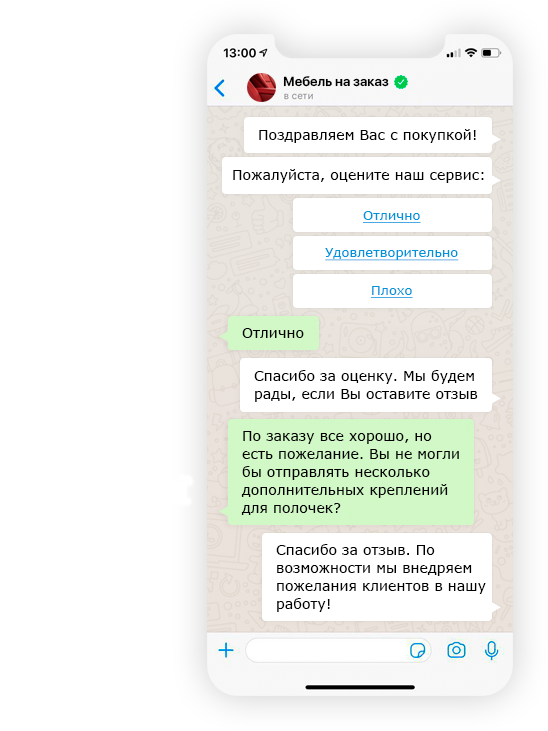 13:00
Мебель на заказ
в сети
Поздравляем Вас с покупкой!
Пожалуйста, оцените наш сервис:
Отлично
Удовлетворительно
Плохо
Отлично
Спасибо за оценку. Мы будем
рады, если Вы оставите отзыв
По заказу все хорошо, но
есть пожелание. Вы не могли
бы отправлять несколько
дополнительных креплений
для полочек?
Спасибо за отзыв. По
возможности мы внедряем
пожелания клиентов в нашу
работу!